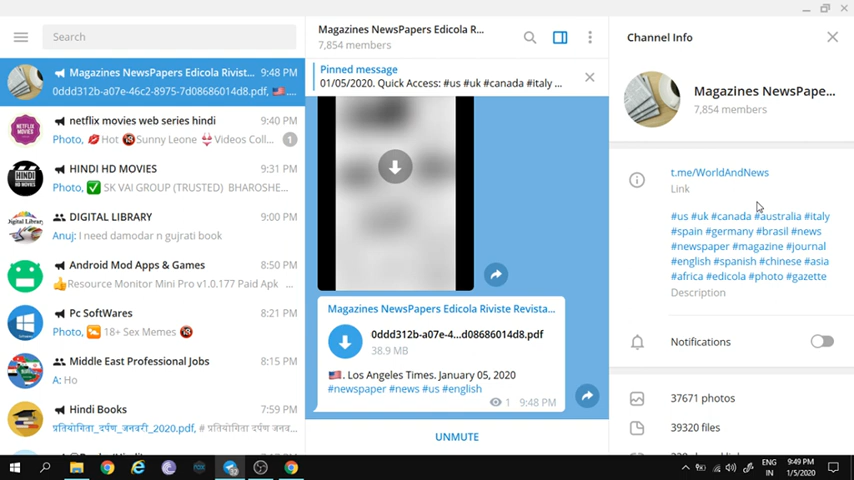 Search
Magazines NewsPapers Edicola Rivist... 9:48 PM
0ddd312b-a07e-46c2-8975-7d08686014d8.pdf, ...
netflix movies web series hindi 9:40 PM
Photo, Hot Sunny Leone Videos Coll... 1
HINDI HD MOVIES 9:31 PM
Photo, SK VAI GROUP (TRUSTED) BHAROSHE...
DIGITAL LIBRARY 9:00 PM
Anuj: I need damodar n gujrati book
Android Mod Apps & Games 8:50 PM
Resource Monitor Mini Pro v1.0.177 Paid Apk ...
Pc SoftWares 8:21 PM
Photo, 18+ Sex Memes
Middle East Professional Jobs 8:15 PM
A: Ho
Hindi Books 7:59 PM
प्रतियोगिता_दर्पण_जनवरी_2020.pdf, # प्रतियोगिता दर्पण जनव...
Magazines NewsPapers Edicola R...
7,854 members
Pinned message
01/05/2020. Quick Access: #us #uk #canada #italy ...
Magazines NewsPapers Edicola Riviste Revista...
0ddd312b-a07e-4...d08686014d8.pdf
38.9 MB
. Los Angeles Times. January 05, 2020
#newspaper #news #us #english
1 9:48 PM
UNMUTE
Channel Info
Magazines NewsPape...
7,854 members
t.me/WorldAndNews
Link
#us #uk #canada #australia #italy
#spain #germany #brasil #news
#newspaper #magazine #journal
#english #spanish #chinese #asia
#africa #edicola #photo #gazette
Description
Notifications
37671 photos
39320 files
ENG
IN
9:49 PM
1/5/2020